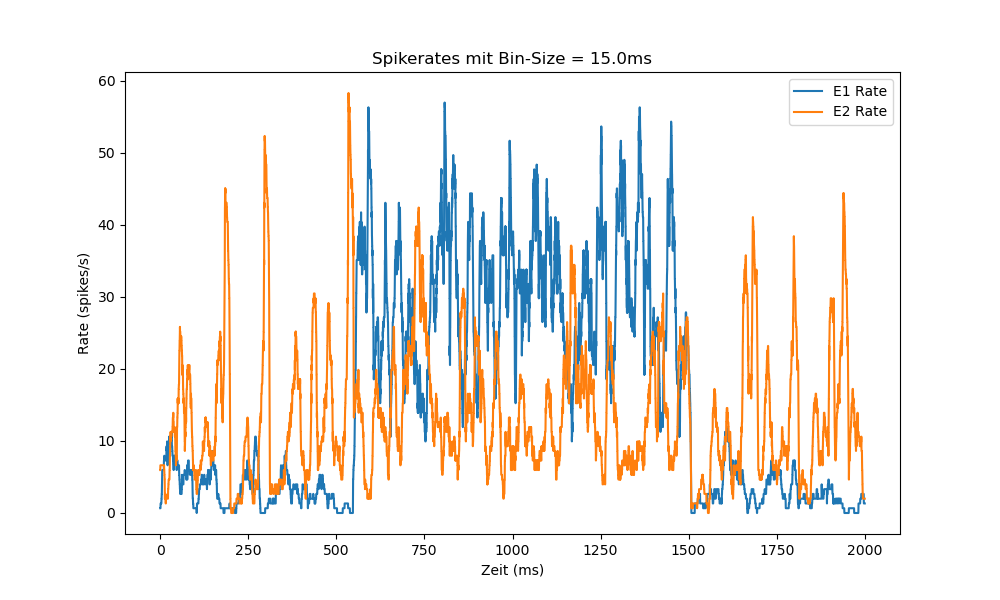 Spikerates mit Bin-Size = 15.0ms
60
50
40
30
20
10
0
Rate (spikes/s)
E1 Rate
E2 Rate
0 250 500 750 1000 1250 1500 1750 2000
Zeit (ms)